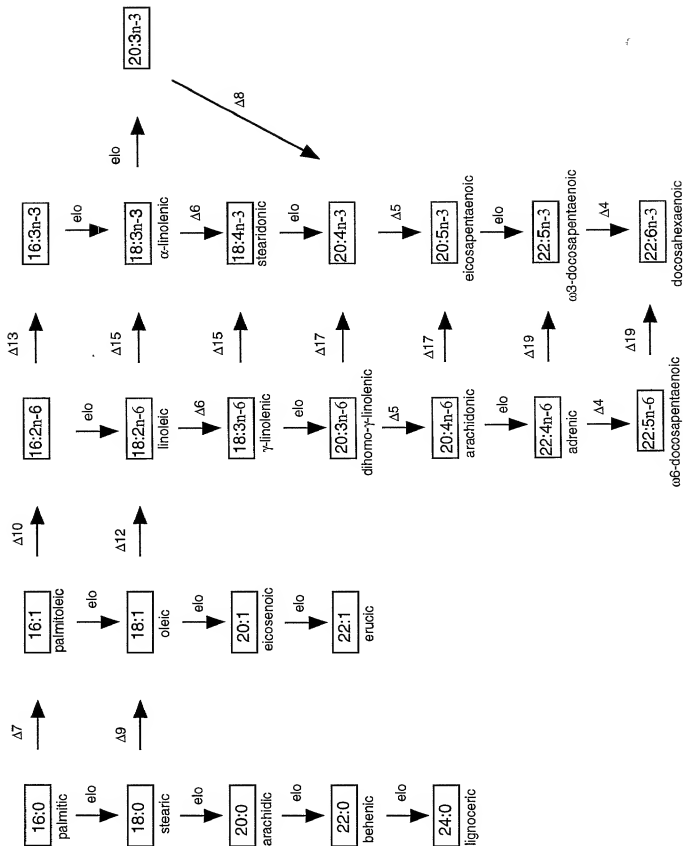 Δ7 Δ10 Δ13
16:0 16:1 16:2n-6 16:3n-3
palmitic palmitoleic
elo elo elo elo
Δ9 Δ12 Δ15 elo
18:0 18:1 18:2n-6 18:3n-3 20:3n-3
stearic oleic linoleic α-linolenic
elo elo Δ6 Δ6
Δ15 Δ8
20:0 20:1 18:3n-6 18:4n-3
arachidic eicosenoic γ-linolenic stearidonic
elo elo elo elo
Δ17
22:0 22:1 20:3n-6 20:4n-3
behenic erucic dihomo-γ-linolenic
elo Δ5 Δ5
Δ17
24:0 20:4n-6 20:5n-3
lignoceric arachidonic eicosapentaenoic
elo elo
Δ19
22:4n-6 22:5n-3
adrenic ω3-docosapentaenoic
Δ4 Δ4
Δ19
22:5n-6 22:6n-3
ω6-docosapentaenoic docosahexaenoic